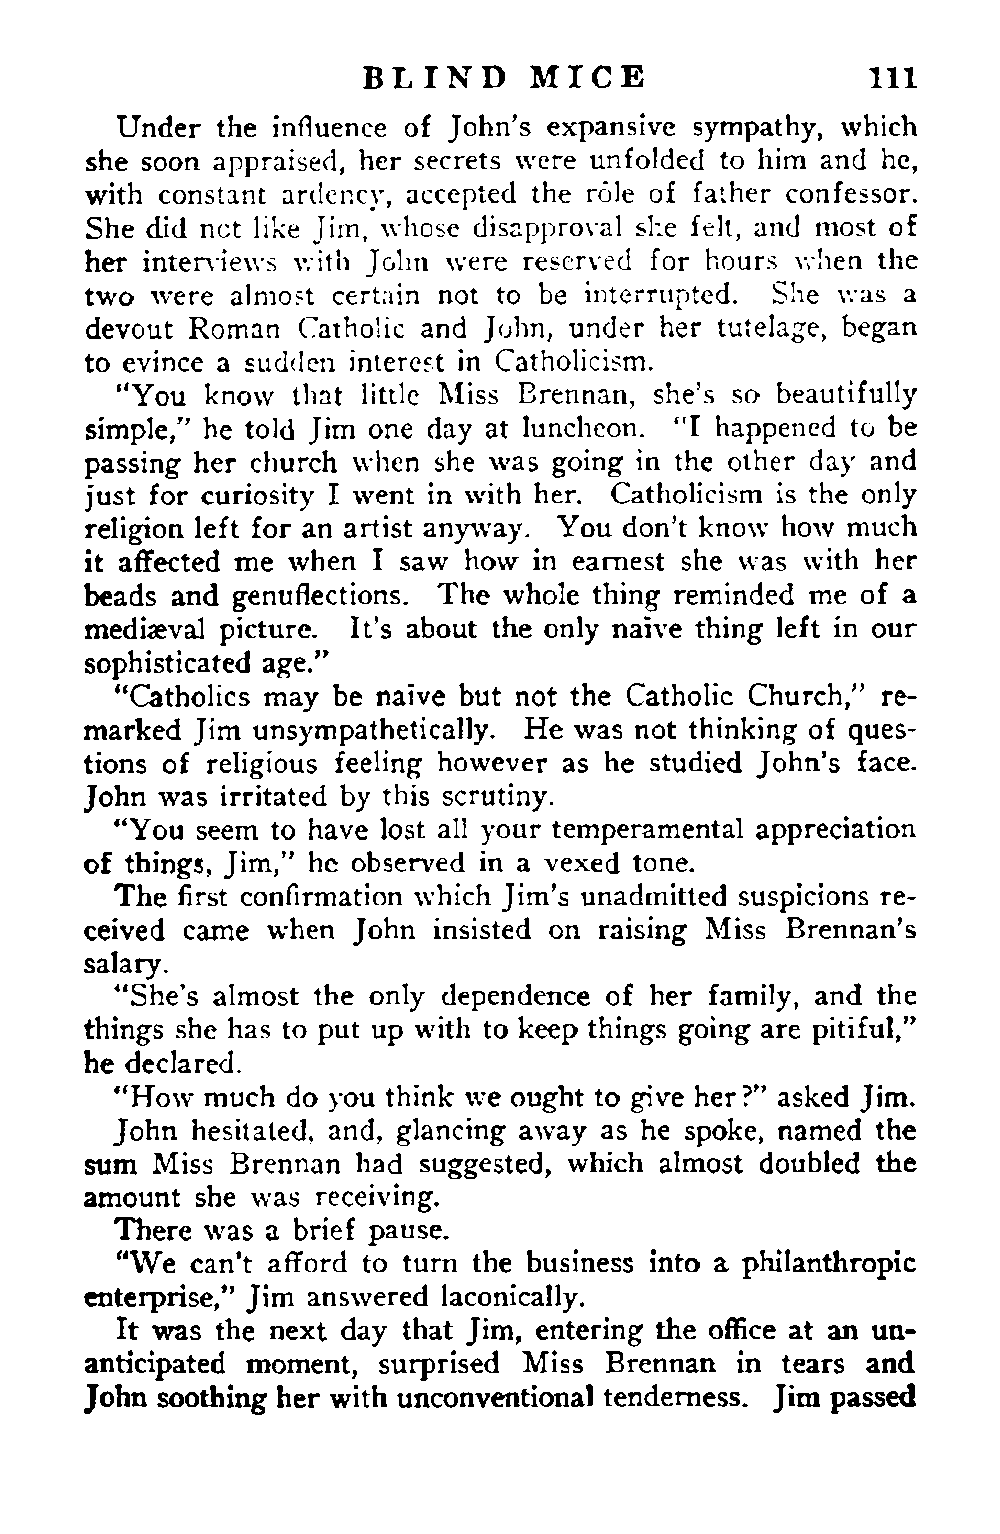 BLIND MICE 111
Under the influence of John's expansive sympathy, which
she soon appraised, her secrets were unfolded to him and he,
with constant ardency, accepted the rôle of father confessor.
She did not like Jim, whose disapproval she felt, and most of
her interviews with John were reserved for hours when the
two were almost certain not to be interrupted. She was a
devout Roman Catholic and John, under her tutelage, began
to evince a sudden interest in Catholicism.
"You know that little Miss Brennan, she's so beautifully
simple," he told Jim one day at luncheon. "I happened to be
passing her church when she was going in the other day and
just for curiosity I went in with her. Catholicism is the only
religion left for an artist anyway. You don't know how much
it affected me when I saw how in earnest she was with her
beads and genuflections. The whole thing reminded me of a
mediæval picture. It's about the only naïve thing left in our
sophisticated age."
"Catholics may be naïve but not the Catholic Church," re-
marked Jim unsympathetically. He was not thinking of ques-
tions of religious feeling however as he studied John's face.
John was irritated by this scrutiny.
"You seem to have lost all your temperamental appreciation
of things, Jim," he observed in a vexed tone.
The first confirmation which Jim's unadmitted suspicions re-
ceived came when John insisted on raising Miss Brennan's
salary.
"She's almost the only dependence of her family, and the
things she has to put up with to keep things going are pitiful,"
he declared.
"How much do you think we ought to give her?" asked Jim.
John hesitated, and, glancing away as he spoke, named the
sum Miss Brennan had suggested, which almost doubled the
amount she was receiving.
There was a brief pause.
"We can't afford to turn the business into a philanthropic
enterprise," Jim answered laconically.
It was the next day that Jim, entering the office at an un-
anticipated moment, surprised Miss Brennan in tears and
John soothing her with unconventional tenderness. Jim passed